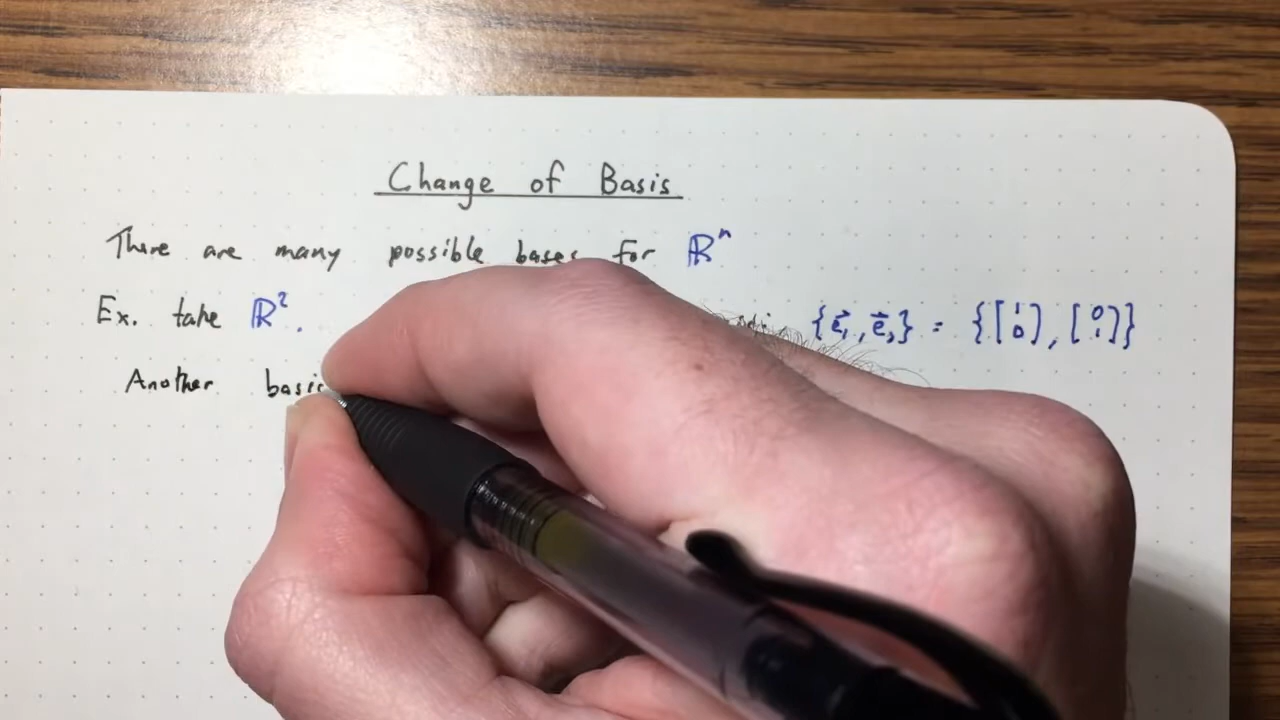 Change of Basis
There are many possible bases for ℝⁿ
Ex. take ℝ². {e⃗₁, e⃗₂} = {[1 0], [0 1]}
Another basis